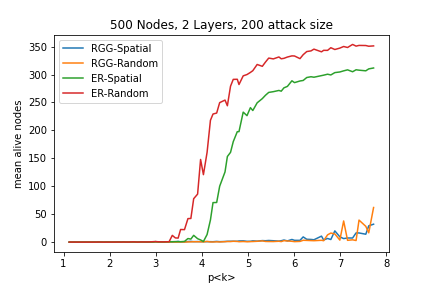 500 Nodes, 2 Layers, 200 attack size
RGG-Spatial
RGG-Random
ER-Spatial
ER-Random
mean alive nodes
350
300
250
200
150
100
50
0
1 2 3 4 5 6 7 8
p<k>